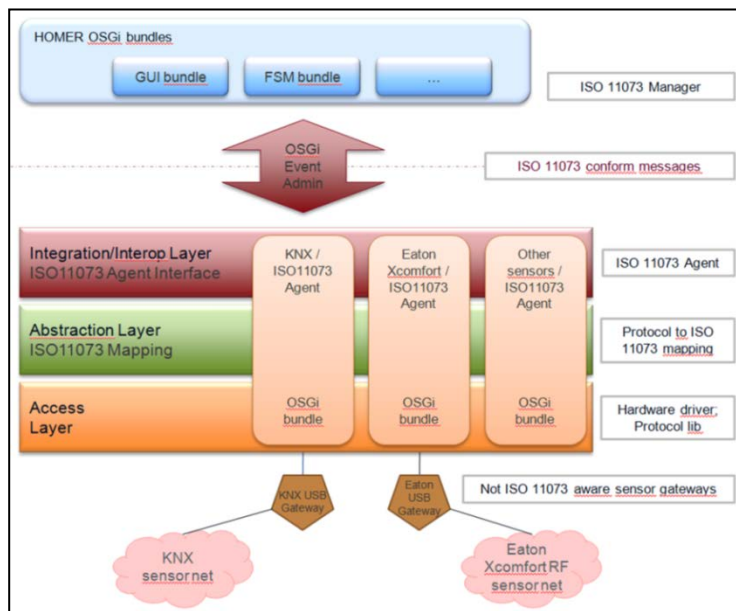 HOMER OSGi bundles
GUI bundle
FSM bundle
...
ISO 11073 Manager
OSGi
Event
Admin
ISO 11073 conform messages
Integration/Interop Layer
ISO11073 Agent Interface
KNX /
ISO11073
Agent
Eaton
Xcomfort /
ISO11073
Agent
Other
sensors /
ISO11073
Agent
ISO 11073 Agent
Abstraction Layer
ISO11073 Mapping
Protocol to ISO
11073 mapping
Access
Layer
OSGi
bundle
OSGi
bundle
OSGi
bundle
Hardware driver;
Protocol lib
KNX USB
Gateway
Eaton
USB
Gateway
Not ISO 11073 aware sensor gateways
KNX
sensor net
Eaton
Xcomfort RF
sensor net